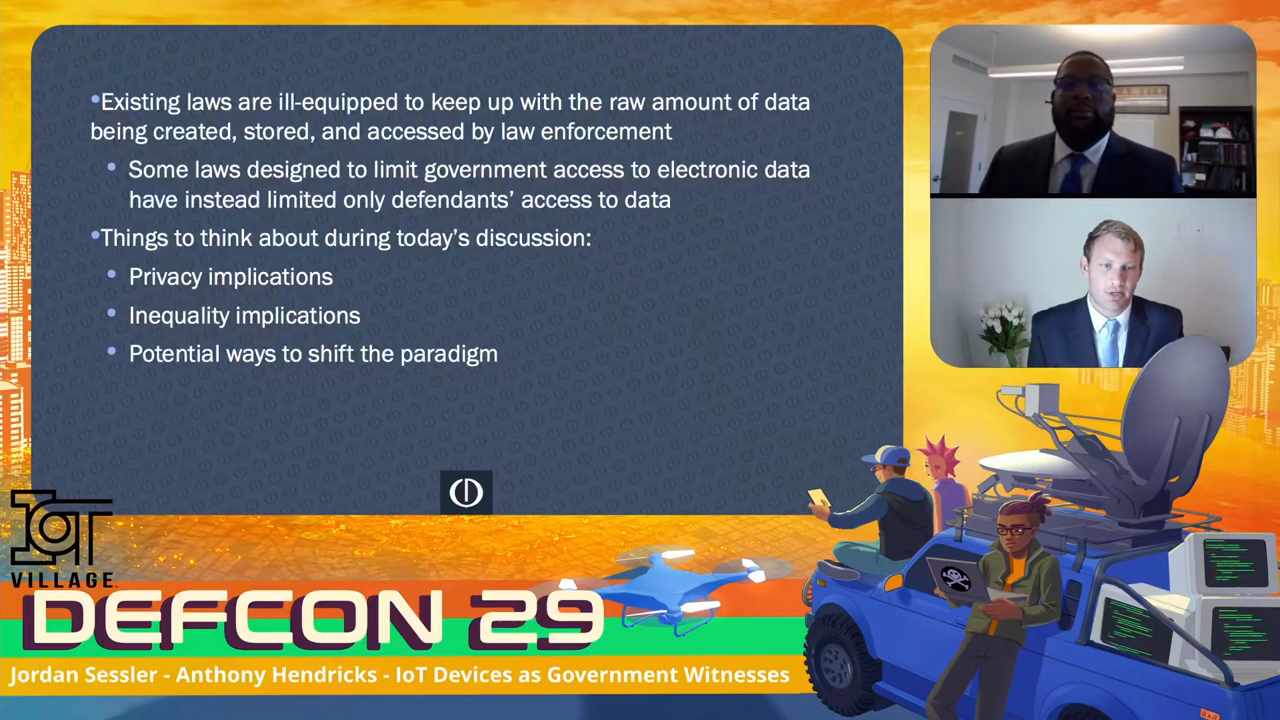 •Existing laws are ill-equipped to keep up with the raw amount of data
being created, stored, and accessed by law enforcement
• Some laws designed to limit government access to electronic data
have instead limited only defendants’ access to data
•Things to think about during today’s discussion:
• Privacy implications
• Inequality implications
• Potential ways to shift the paradigm
IoT
VILLAGE
DEFCON 29
Jordan Sessler - Anthony Hendricks - IoT Devices as Government Witnesses